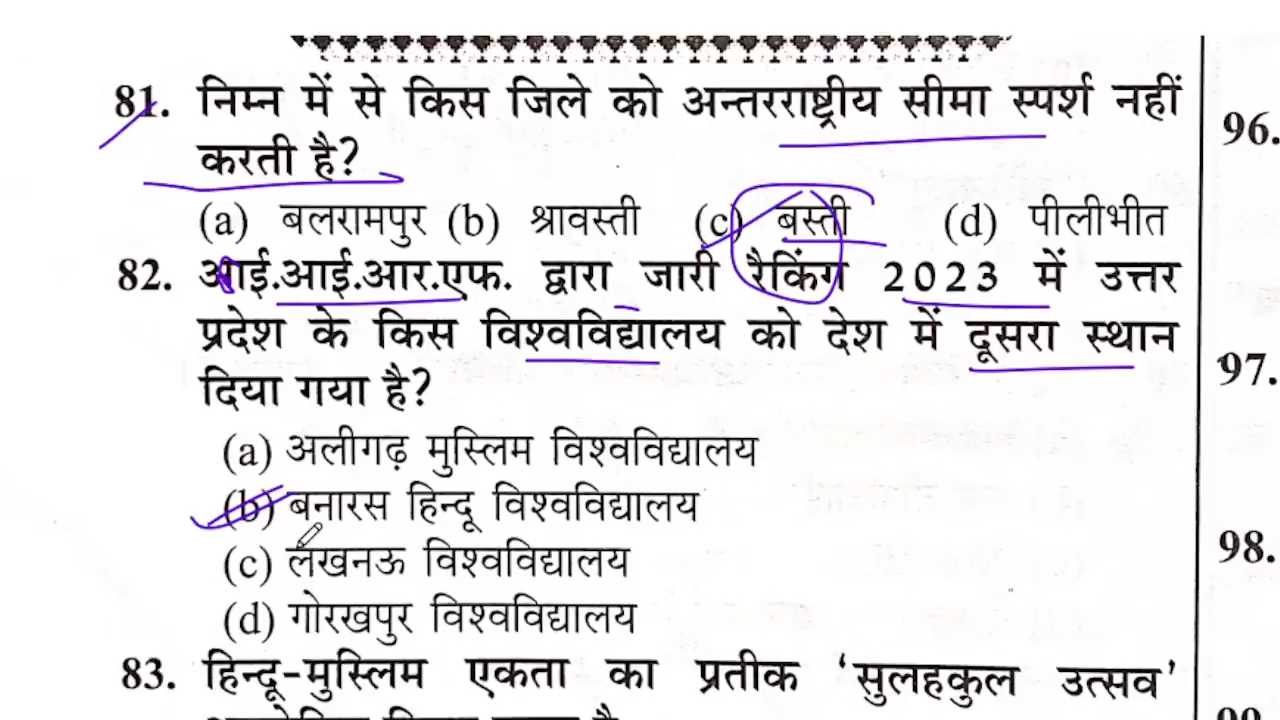 81. निम्न में से किस जिले को अन्तरराष्ट्रीय सीमा स्पर्श नहीं
करती है?
(a) बलरामपुर (b) श्रावस्ती (c) बस्ती (d) पीलीभीत
82. आई.आई.आर.एफ. द्वारा जारी रैंकिंग 2023 में उत्तर
प्रदेश के किस विश्वविद्यालय को देश में दूसरा स्थान
दिया गया है?
(a) अलीगढ़ मुस्लिम विश्वविद्यालय
(b) बनारस हिन्दू विश्वविद्यालय
(c) लखनऊ विश्वविद्यालय
(d) गोरखपुर विश्वविद्यालय
83. हिन्दू-मुस्लिम एकता का प्रतीक ‘सुलहकुल उत्सव’
96.
97.
98.